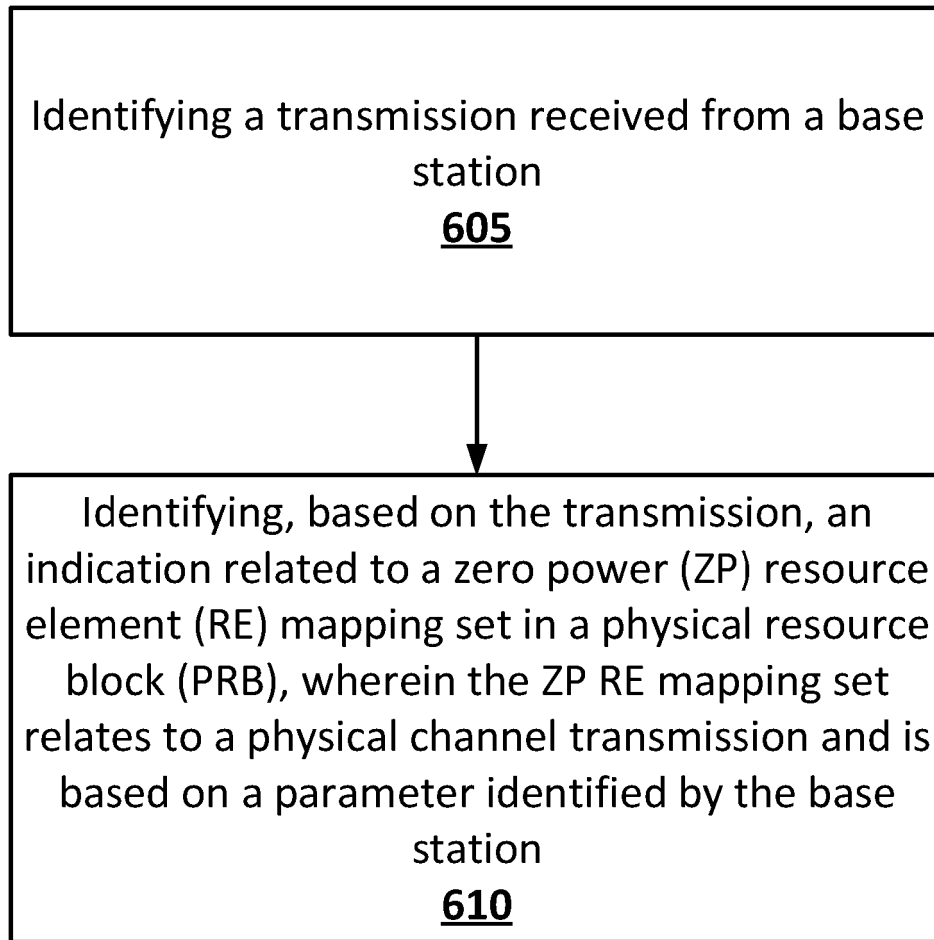 Identifying a transmission received from a base
station
605
Identifying, based on the transmission, an
indication related to a zero power (ZP) resource
element (RE) mapping set in a physical resource
block (PRB), wherein the ZP RE mapping set
relates to a physical channel transmission and is
based on a parameter identified by the base
station
610